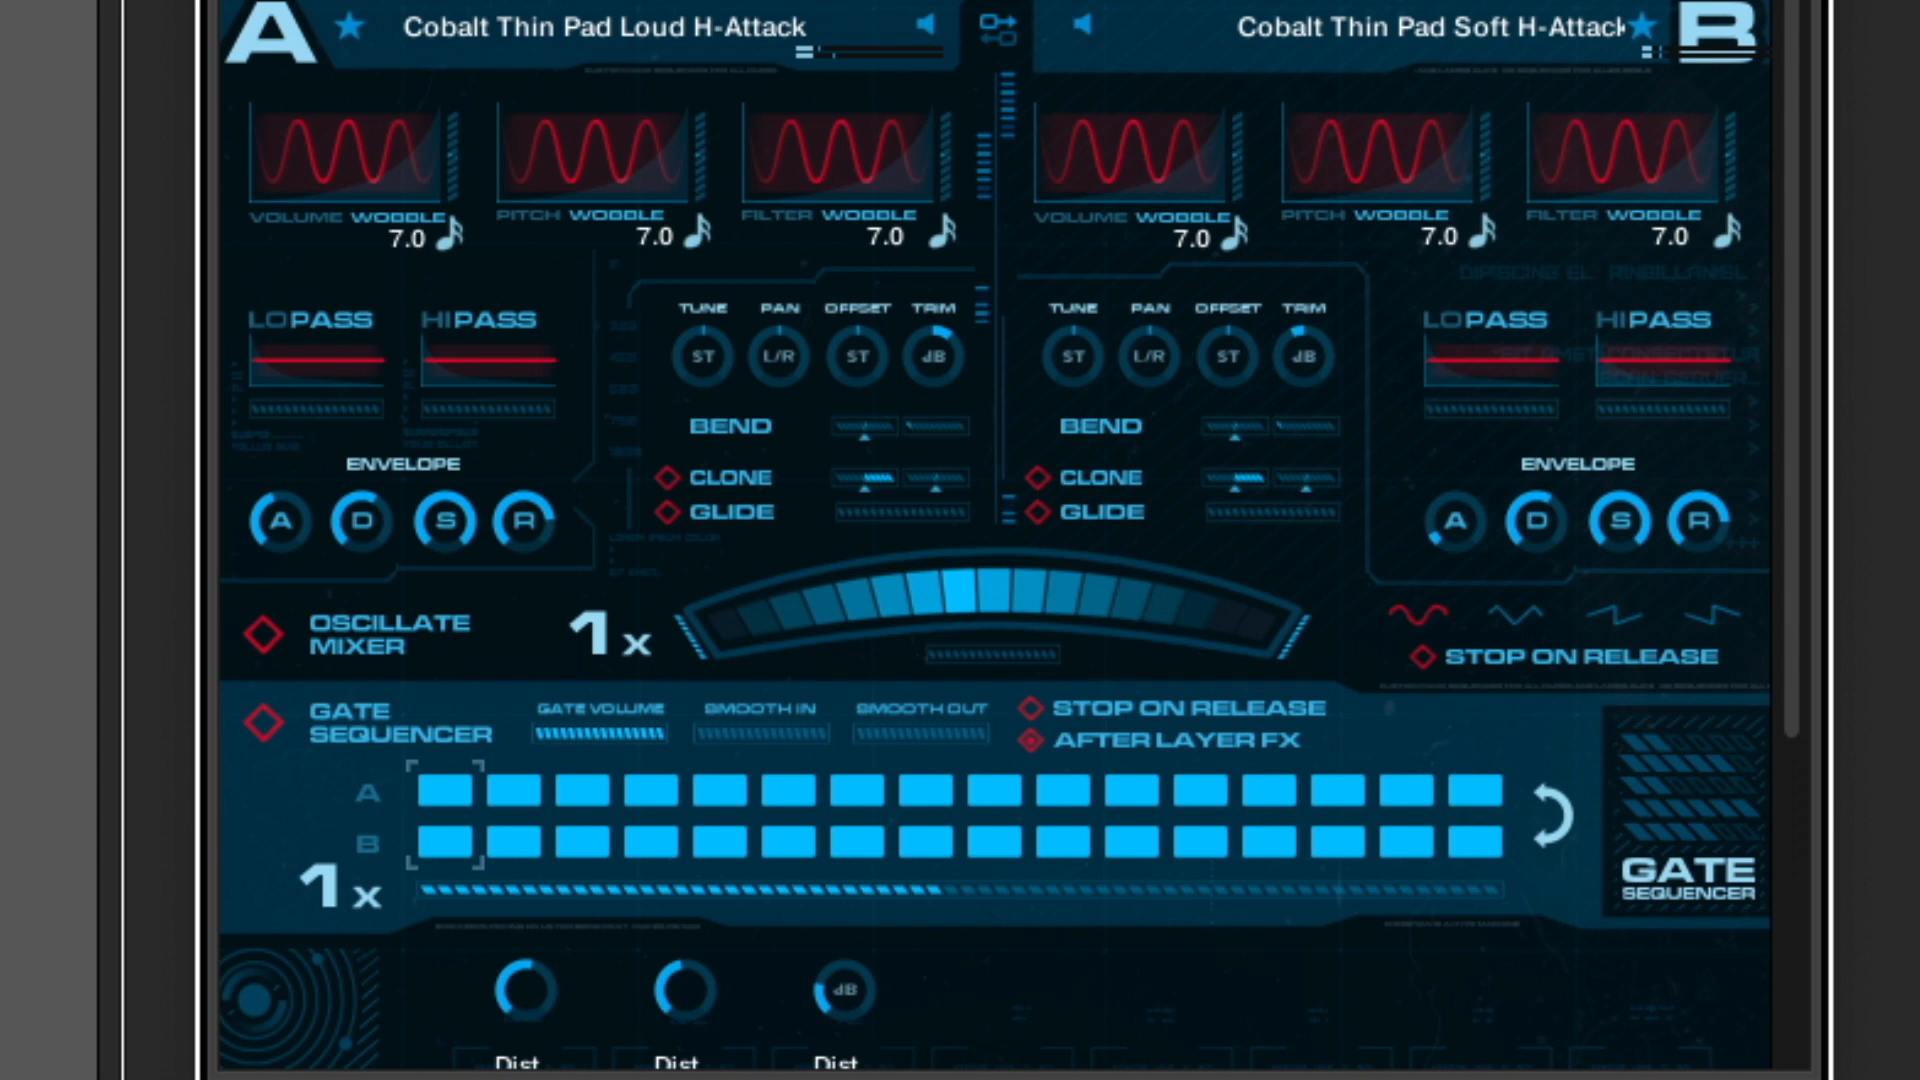 A Cobalt Thin Pad Loud H-Attack Cobalt Thin Pad Soft H-Attack B
VOLUME WOBBLE PITCH WOBBLE FILTER WOBBLE VOLUME WOBBLE PITCH WOBBLE FILTER WOBBLE
7.0 7.0 7.0 7.0 7.0 7.0
TUNE PAN OFFSET TRIM TUNE PAN OFFSET TRIM
LOPASS HIPASS LOPASS HIPASS
ST L/R ST dB ST L/R ST dB
BEND BEND
ENVELOPE ENVELOPE
CLONE CLONE
GLIDE GLIDE
A D S R A D S R
OSCILLATE
MIXER
1x
STOP ON RELEASE
GATE
SEQUENCER
GATE VOLUME SMOOTH IN SMOOTH OUT
STOP ON RELEASE
AFTER LAYER FX
A
B
1x
GATE
SEQUENCER
dB
Dist Dist Dist